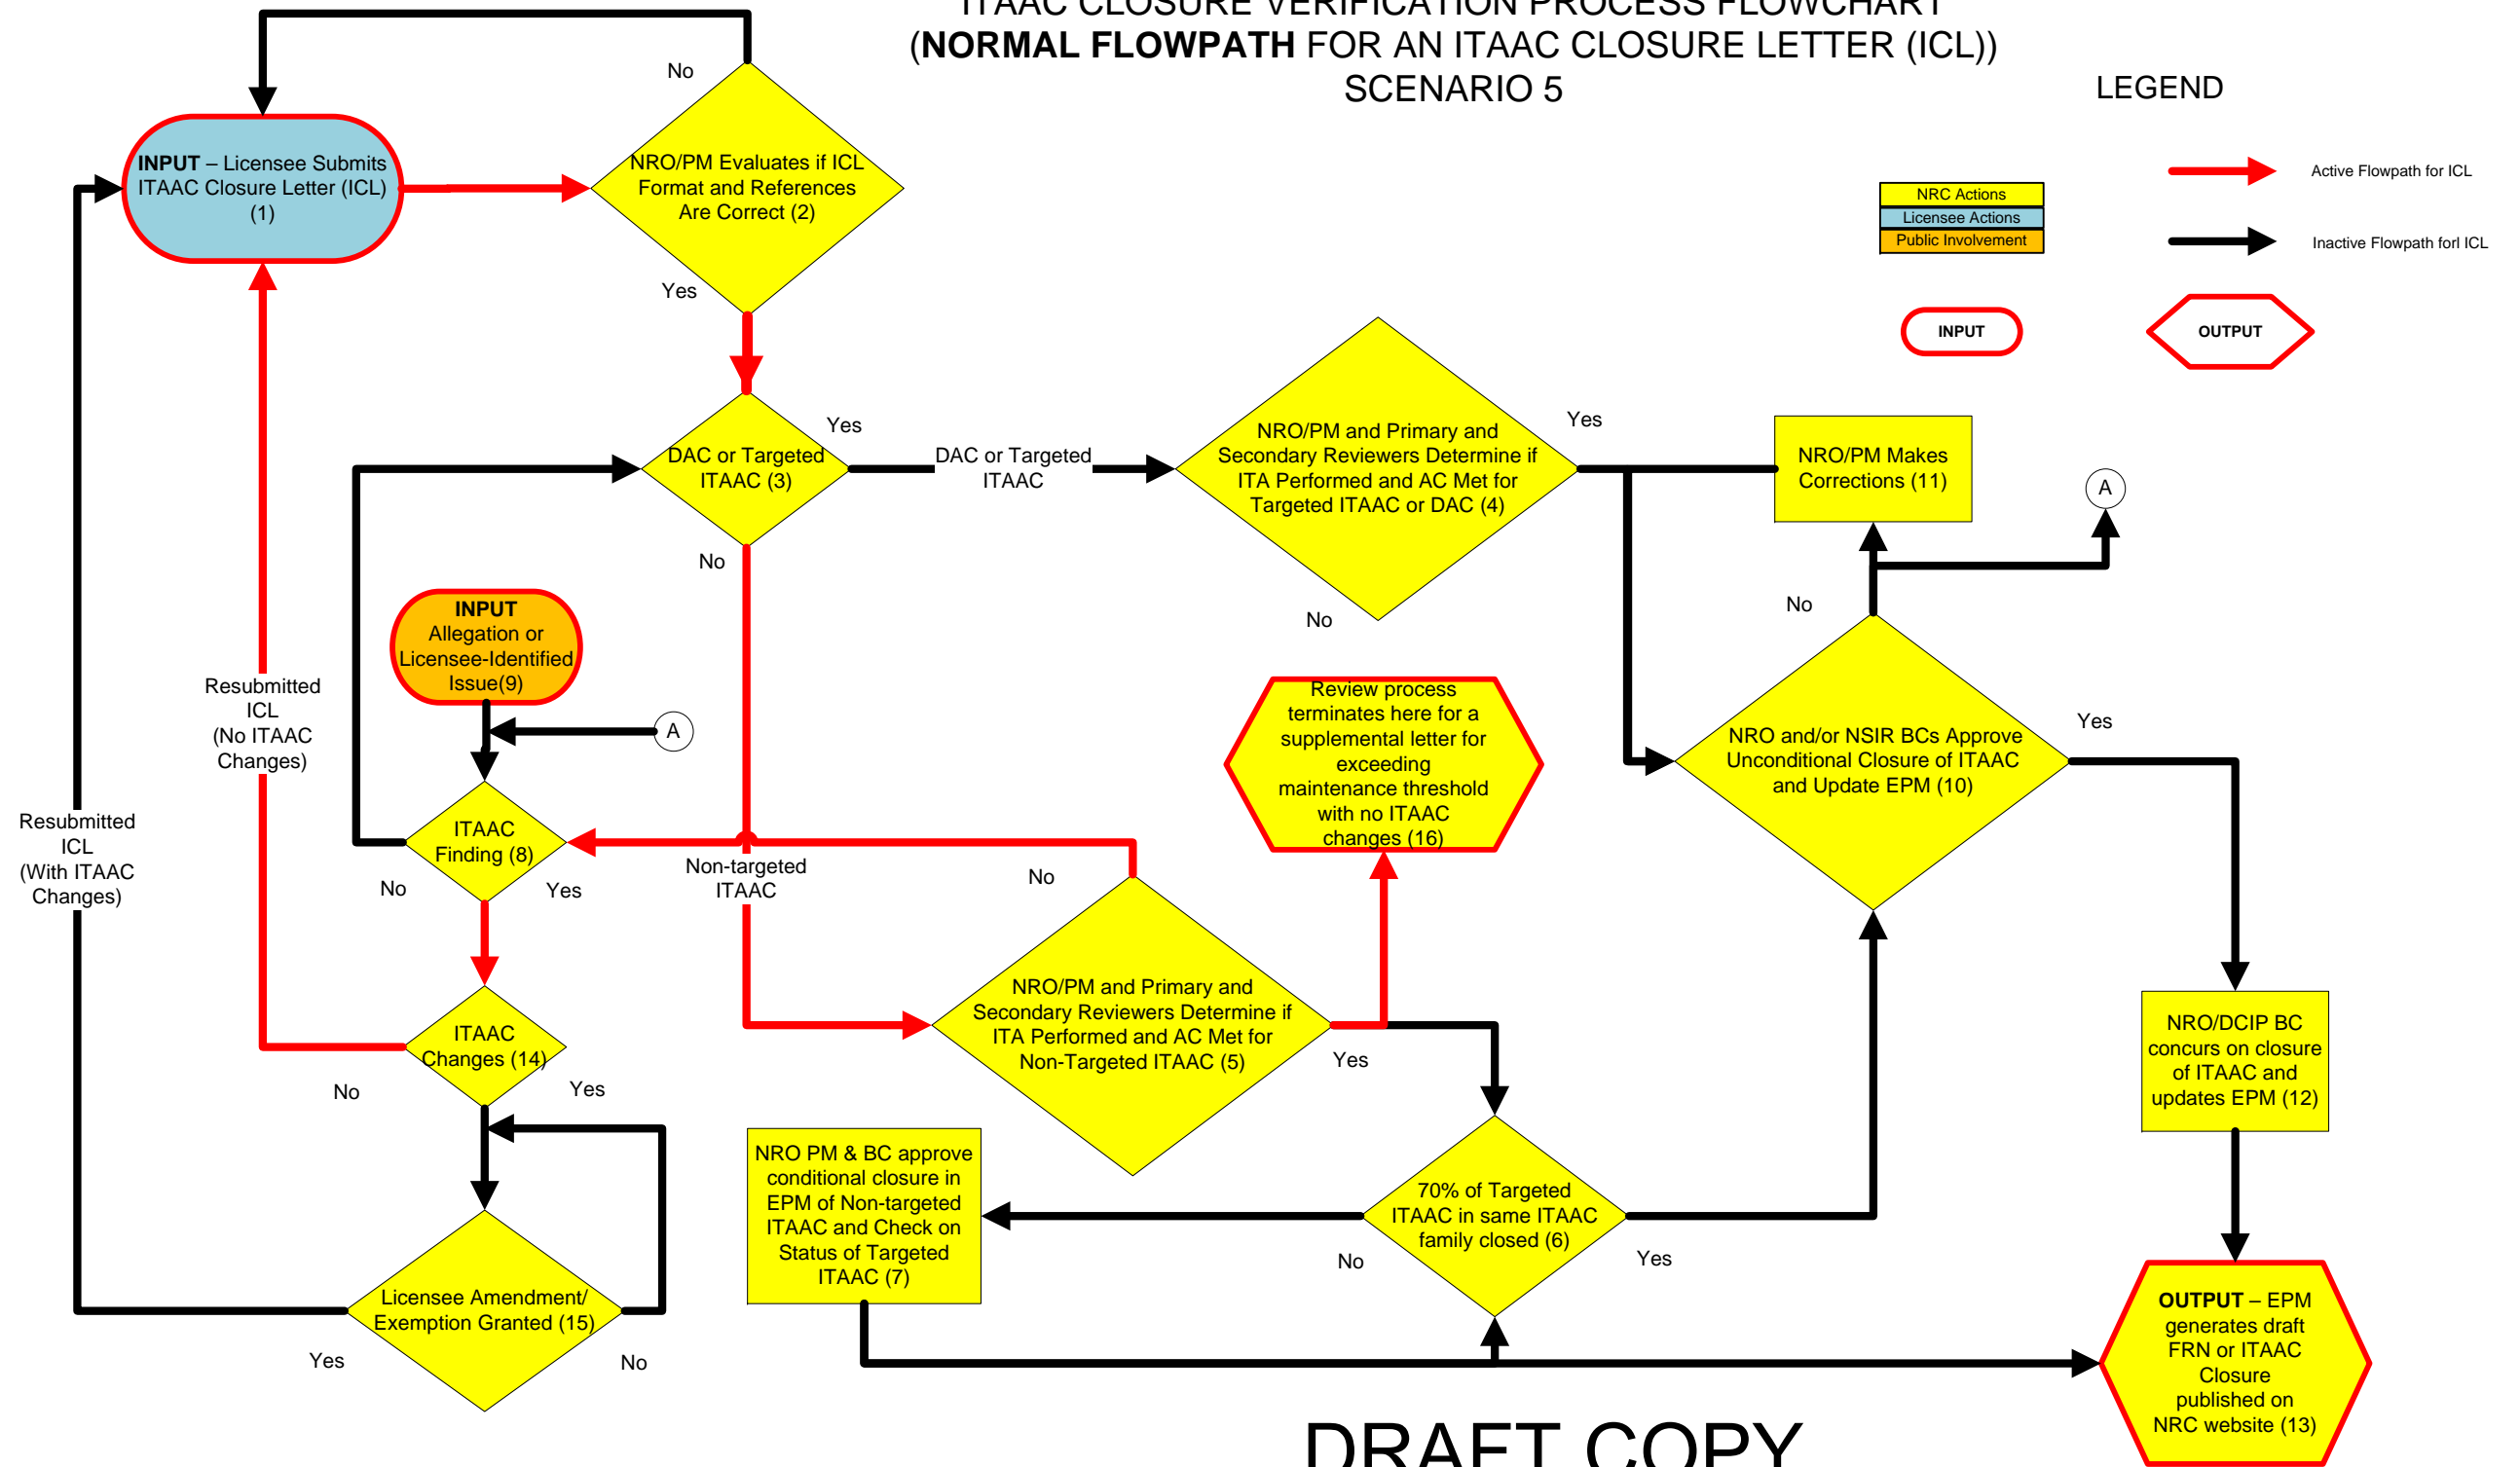 ITAAC CLOSURE VERIFICATION PROCESS FLOWCHART
(NORMAL FLOWPATH FOR AN ITAAC CLOSURE LETTER (ICL))
SCENARIO 5
LEGEND
NRC Actions
Licensee Actions
Public Involvement
Active Flowpath for ICL
Inactive Flowpath forl ICL
INPUT
OUTPUT
INPUT – Licensee Submits
ITAAC Closure Letter (ICL)
(1)
No
NRO/PM Evaluates if ICL
Format and References
Are Correct (2)
Yes
DAC or Targeted
ITAAC (3)
Yes
No
DAC or Targeted
ITAAC
NRO/PM and Primary and
Secondary Reviewers Determine if
ITA Performed and AC Met for
Targeted ITAAC or DAC (4)
Yes
No
NRO/PM Makes
Corrections (11)
A
INPUT
Allegation or
Licensee-Identified
Issue(9)
A
Resubmitted
ICL
(No ITAAC
Changes)
Resubmitted
ICL
(With ITAAC
Changes)
ITAAC
Finding (8)
No
Yes
Non-targeted
ITAAC
Review process
terminates here for a
supplemental letter for
exceeding
maintenance threshold
with no ITAAC
changes (16)
No
NRO and/or NSIR BCs Approve
Unconditional Closure of ITAAC
and Update EPM (10)
Yes
No
NRO/PM and Primary and
Secondary Reviewers Determine if
ITA Performed and AC Met for
Non-Targeted ITAAC (5)
Yes
ITAAC
Changes (14)
No
Yes
NRO/DCIP BC
concurs on closure
of ITAAC and
updates EPM (12)
NRO PM & BC approve
conditional closure in
EPM of Non-targeted
ITAAC and Check on
Status of Targeted
ITAAC (7)
70% of Targeted
ITAAC in same ITAAC
family closed (6)
No
Yes
Licensee Amendment/
Exemption Granted (15)
Yes
No
OUTPUT – EPM
generates draft
FRN or ITAAC
Closure
published on
NRC website (13)
DRAFT COPY